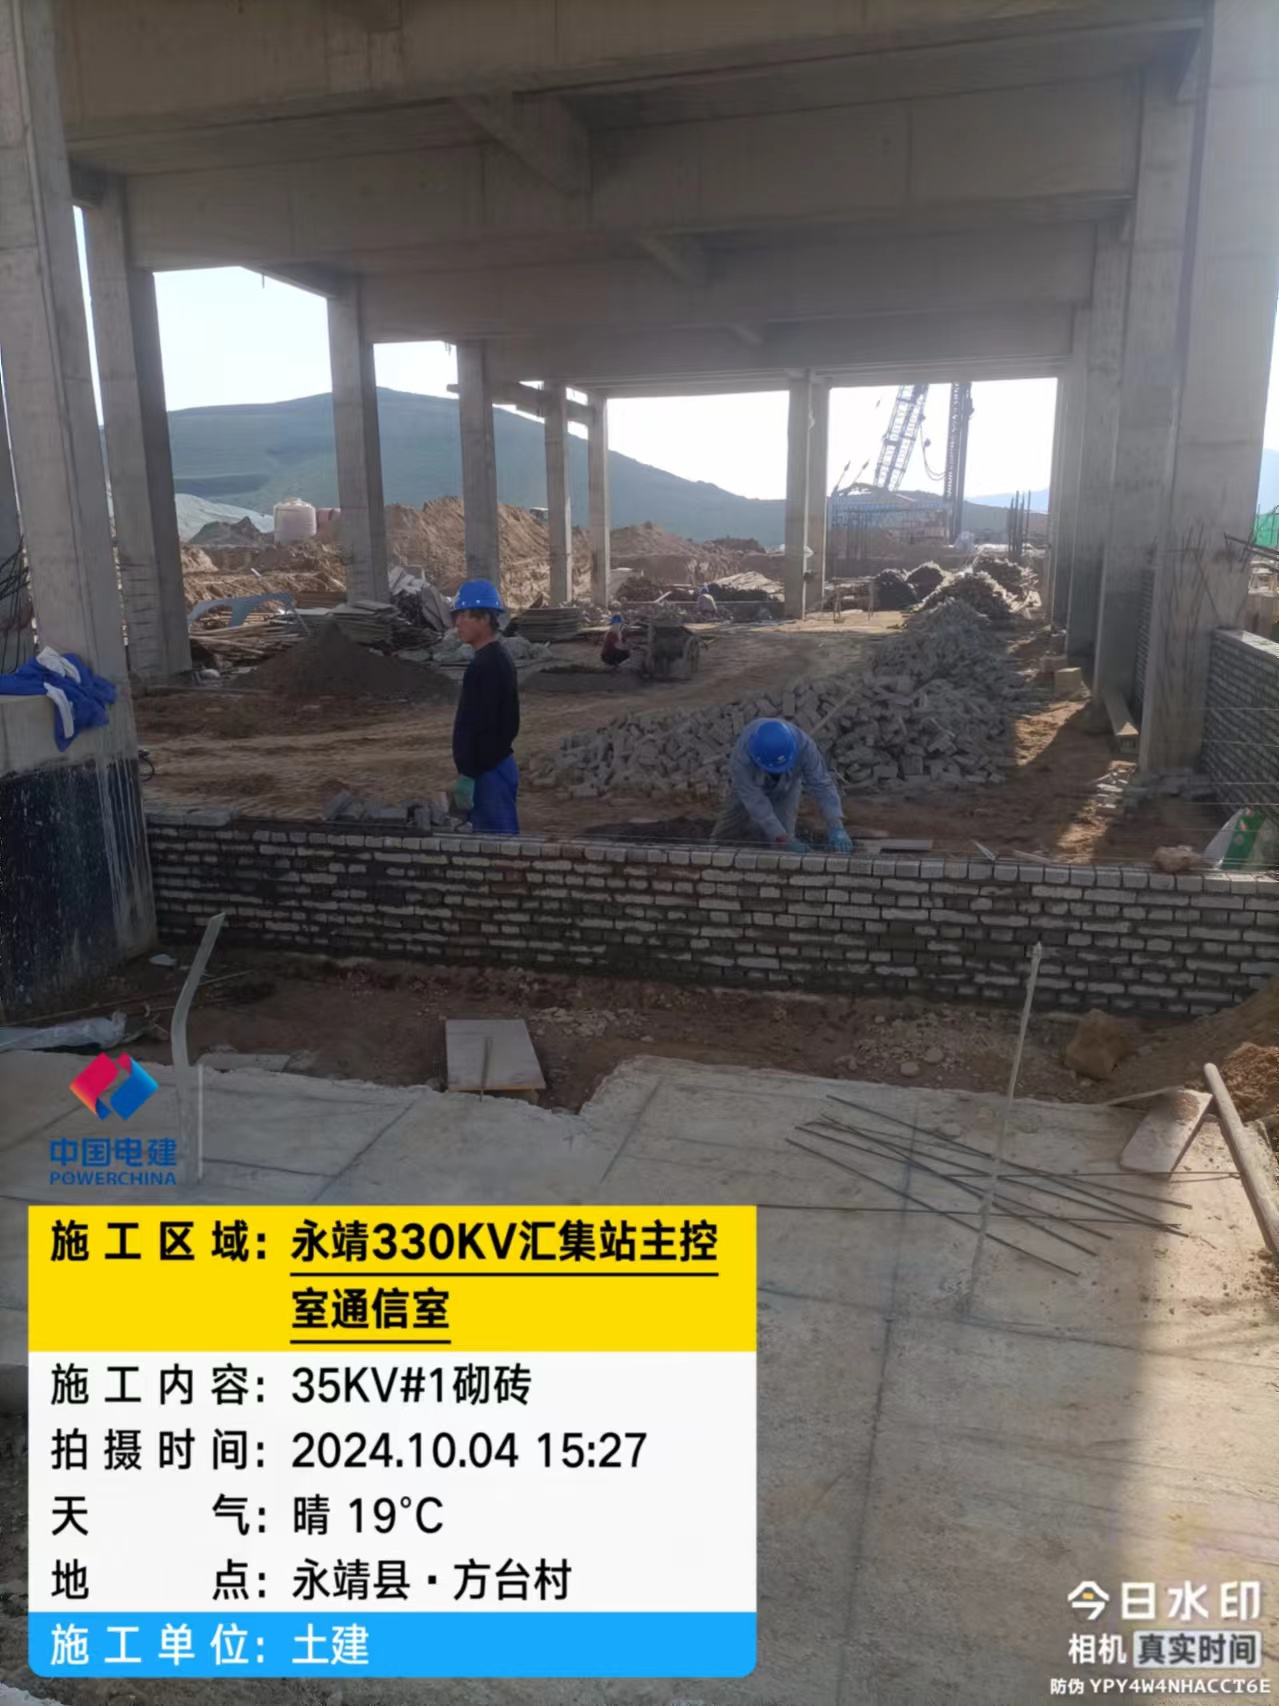 中国电建
POWERCHINA
施工区域：永靖330KV汇集站主控
室通信室
施工内容：35KV#1砌砖
拍摄时间：2024.10.04 15:27
天气：晴 19°C
地点：永靖县·方台村
施工单位：土建
今日水印
相机 真实时间
防伪 YPY4W4NHACCT6E